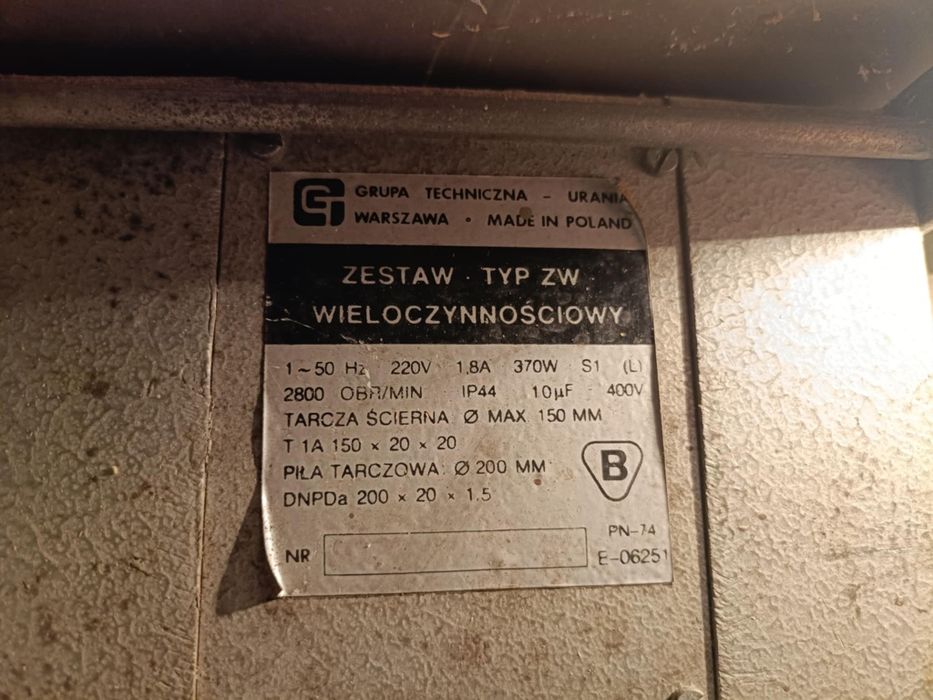 GRUPA TECHNICZNA - URANIA
WARSZAWA • MADE IN POLAND
ZESTAW · TYP ZW
WIELOCZYNNOŚCIOWY
1 ~ 50 Hz 220V 1,8A 370W S1 (L)
2800 OBR/MIN IP44 10µF 400V
TARCZA ŚCIERNA Ø MAX 150 MM
T 1A 150 × 20 × 20
PIŁA TARCZOWA: Ø 200 MM
DNPDa 200 × 20 × 1.5
B
PN-74
NR E-06251